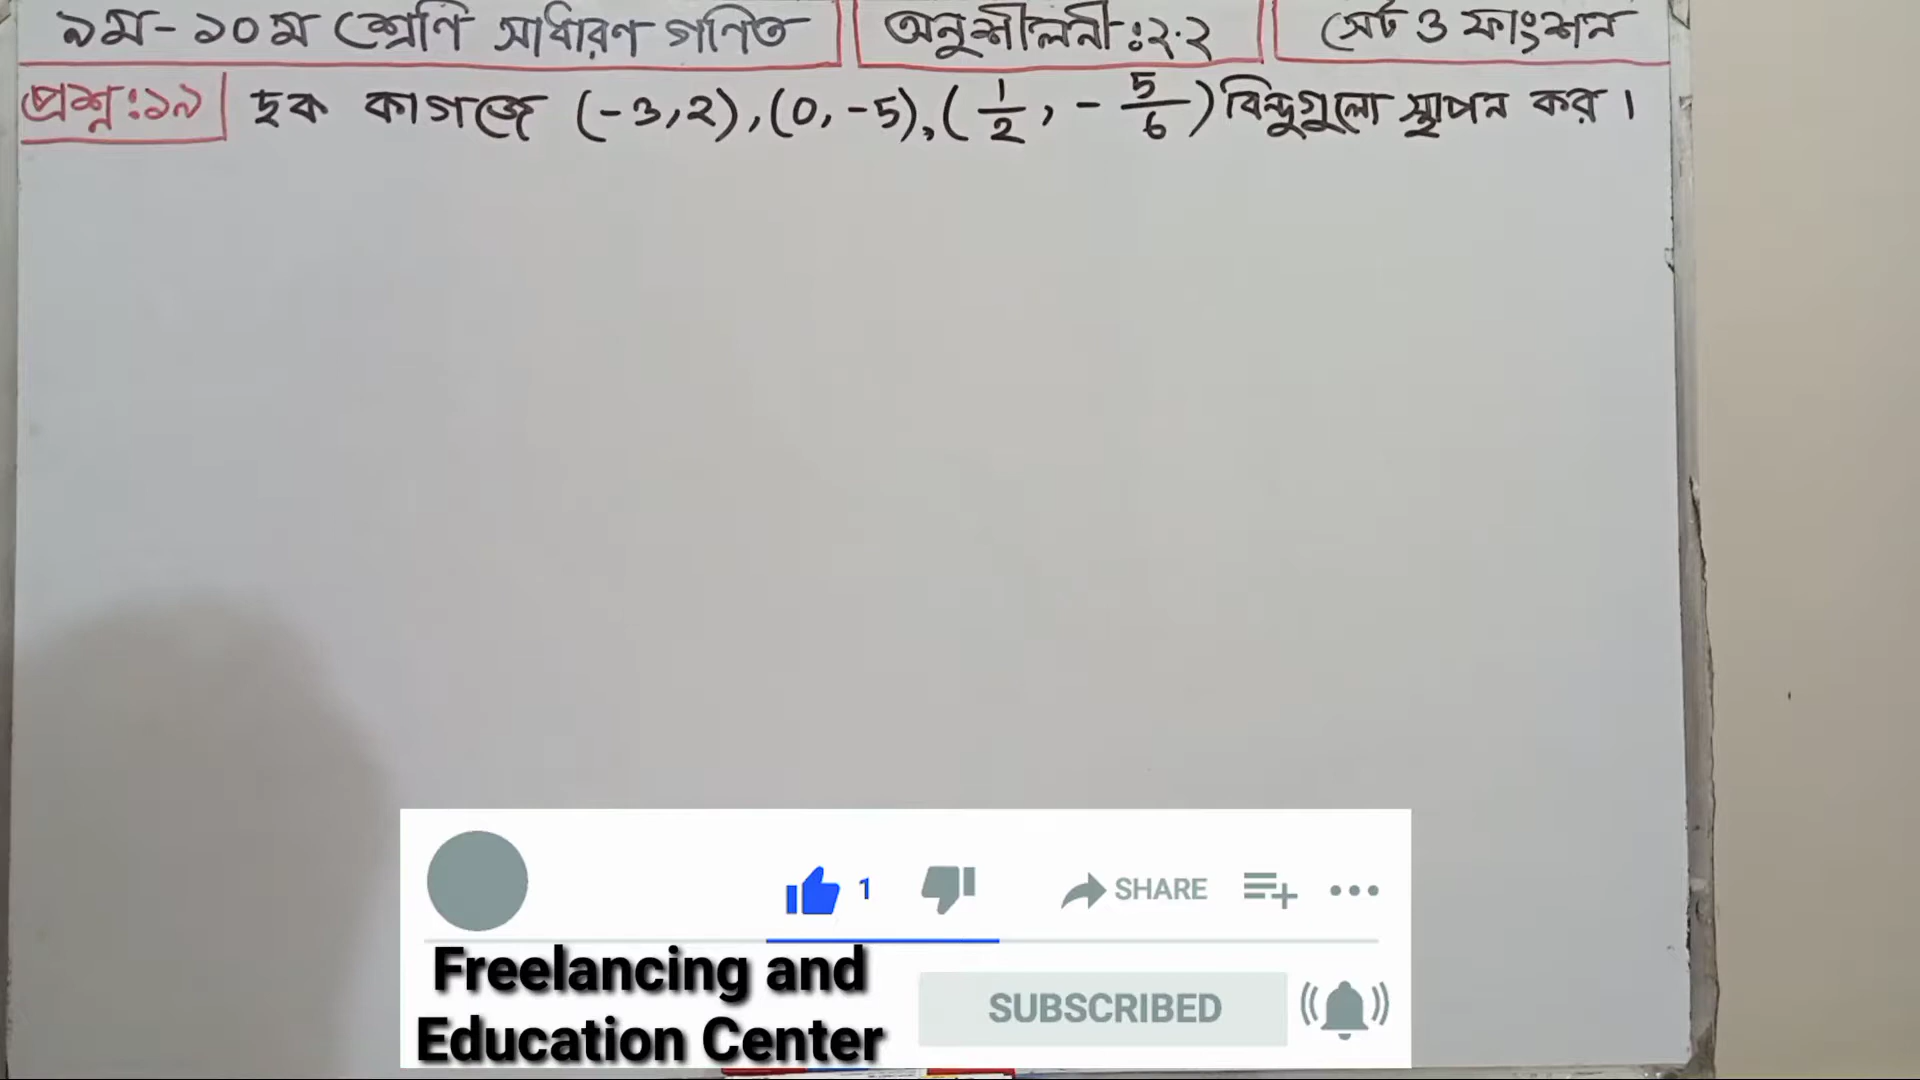 ৯ম-১০ম শ্রেণি সাধারণ গণিত অনুশীলনী:২.২ সেট ও ফাংশন
প্রশ্ন:১৯ ছক কাগজে (-3,2),(0,-5),(1/2, -5/6) বিন্দুগুলো স্থাপন কর।
1 SHARE
Freelancing and
Education Center
SUBSCRIBED